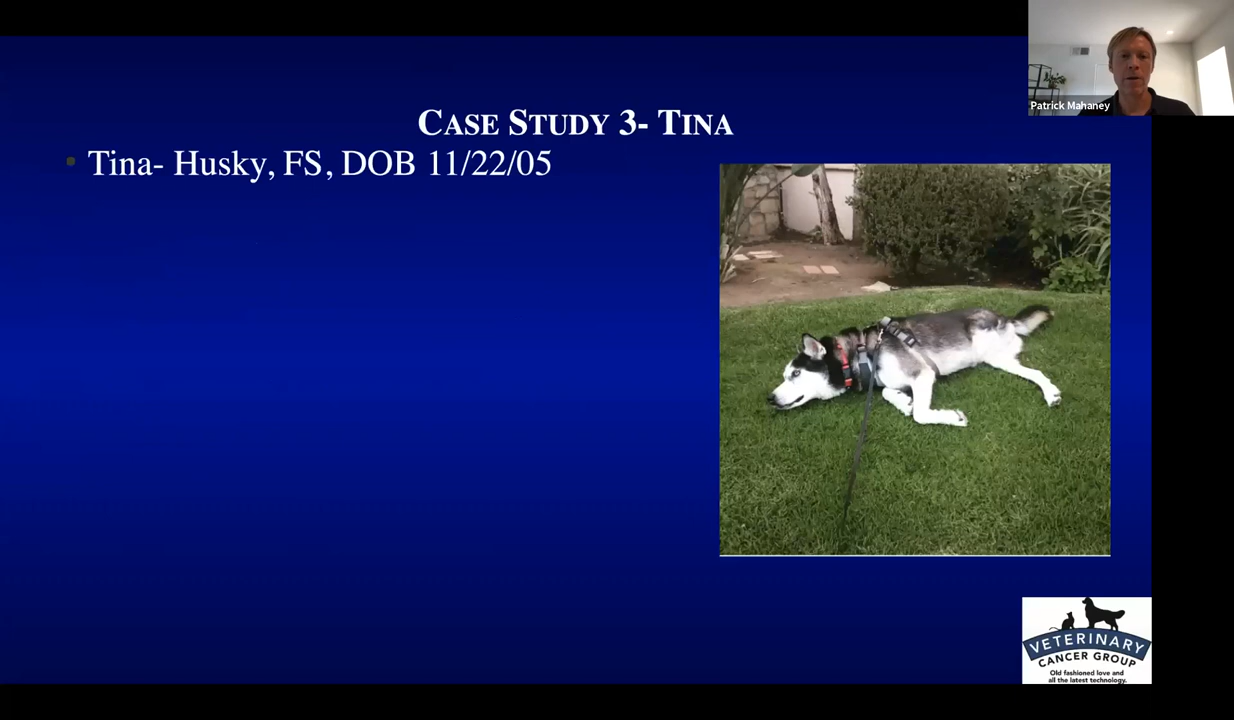 Patrick Mahaney
CASE STUDY 3- TINA
Tina- Husky, FS, DOB 11/22/05
VETERINARY
CANCER GROUP
Old fashioned love and
all the latest technology.